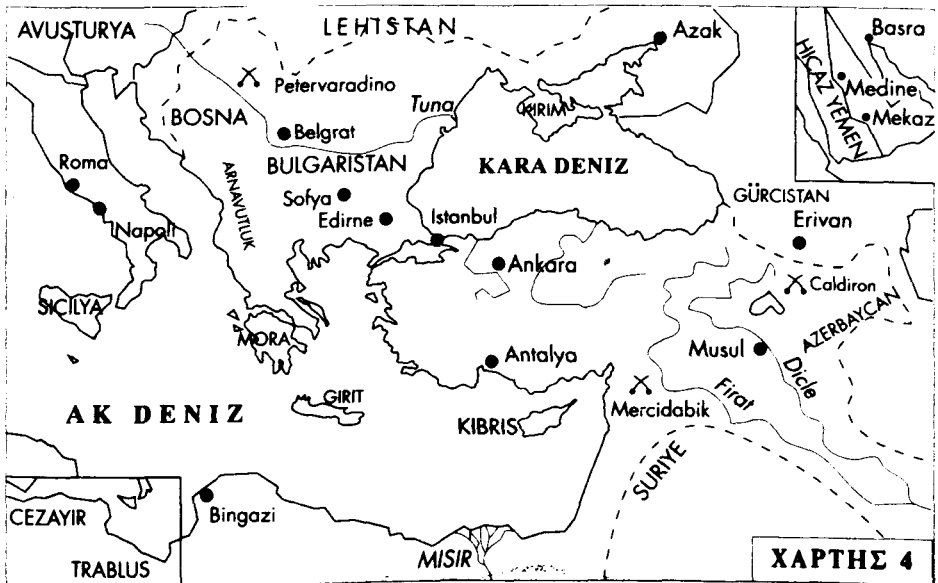 AVUSTURYA
LEHISTAN
Azak
Basra
HICAZ
YEMEN
Medine
Mekaz
Petervaradino
Tuna
KIRIM
BOSNA
Belgrat
BULGARISTAN
KARA DENIZ
Roma
ARNAVUTLUK
Sofya
Edirne
Istanbul
GÜRCISTAN
Erivan
Napoli
Ankara
Caldiron
SICILYA
MORA
AZERBAYCAN
Musul
Antalya
Dicle
Firat
Mercidabik
AK DENIZ
GIRIT
KIBRIS
SURIYE
CEZAYIR
Bingazi
TRABLUS
MISIR
ΧΑΡΤΗΣ 4